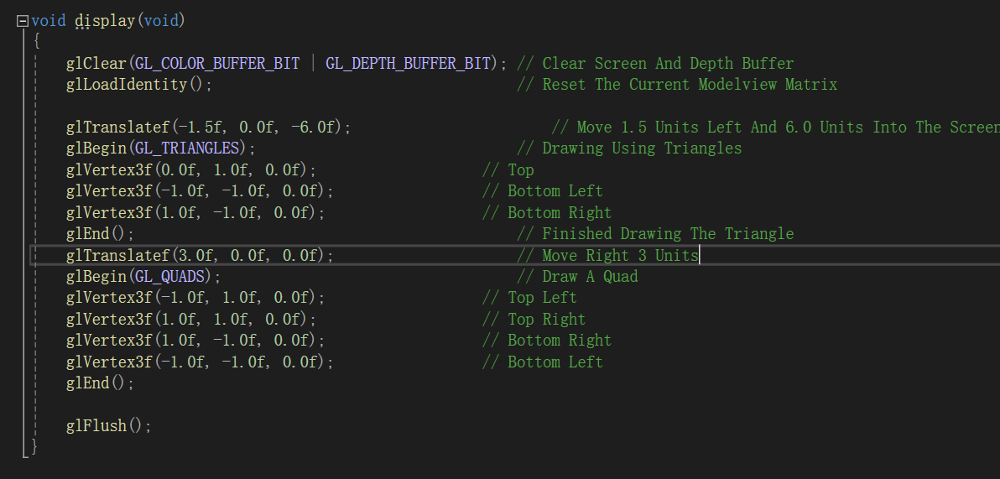 void display(void)
{
glClear(GL_COLOR_BUFFER_BIT | GL_DEPTH_BUFFER_BIT); // Clear Screen And Depth Buffer
glLoadIdentity(); // Reset The Current Modelview Matrix
glTranslatef(-1.5f, 0.0f, -6.0f); // Move 1.5 Units Left And 6.0 Units Into The Screen
glBegin(GL_TRIANGLES); // Drawing Using Triangles
glVertex3f(0.0f, 1.0f, 0.0f); // Top
glVertex3f(-1.0f, -1.0f, 0.0f); // Bottom Left
glVertex3f(1.0f, -1.0f, 0.0f); // Bottom Right
glEnd(); // Finished Drawing The Triangle
glTranslatef(3.0f, 0.0f, 0.0f); // Move Right 3 Units
glBegin(GL_QUADS); // Draw A Quad
glVertex3f(-1.0f, 1.0f, 0.0f); // Top Left
glVertex3f(1.0f, 1.0f, 0.0f); // Top Right
glVertex3f(1.0f, -1.0f, 0.0f); // Bottom Right
glVertex3f(-1.0f, -1.0f, 0.0f); // Bottom Left
glEnd();
glFlush();
}